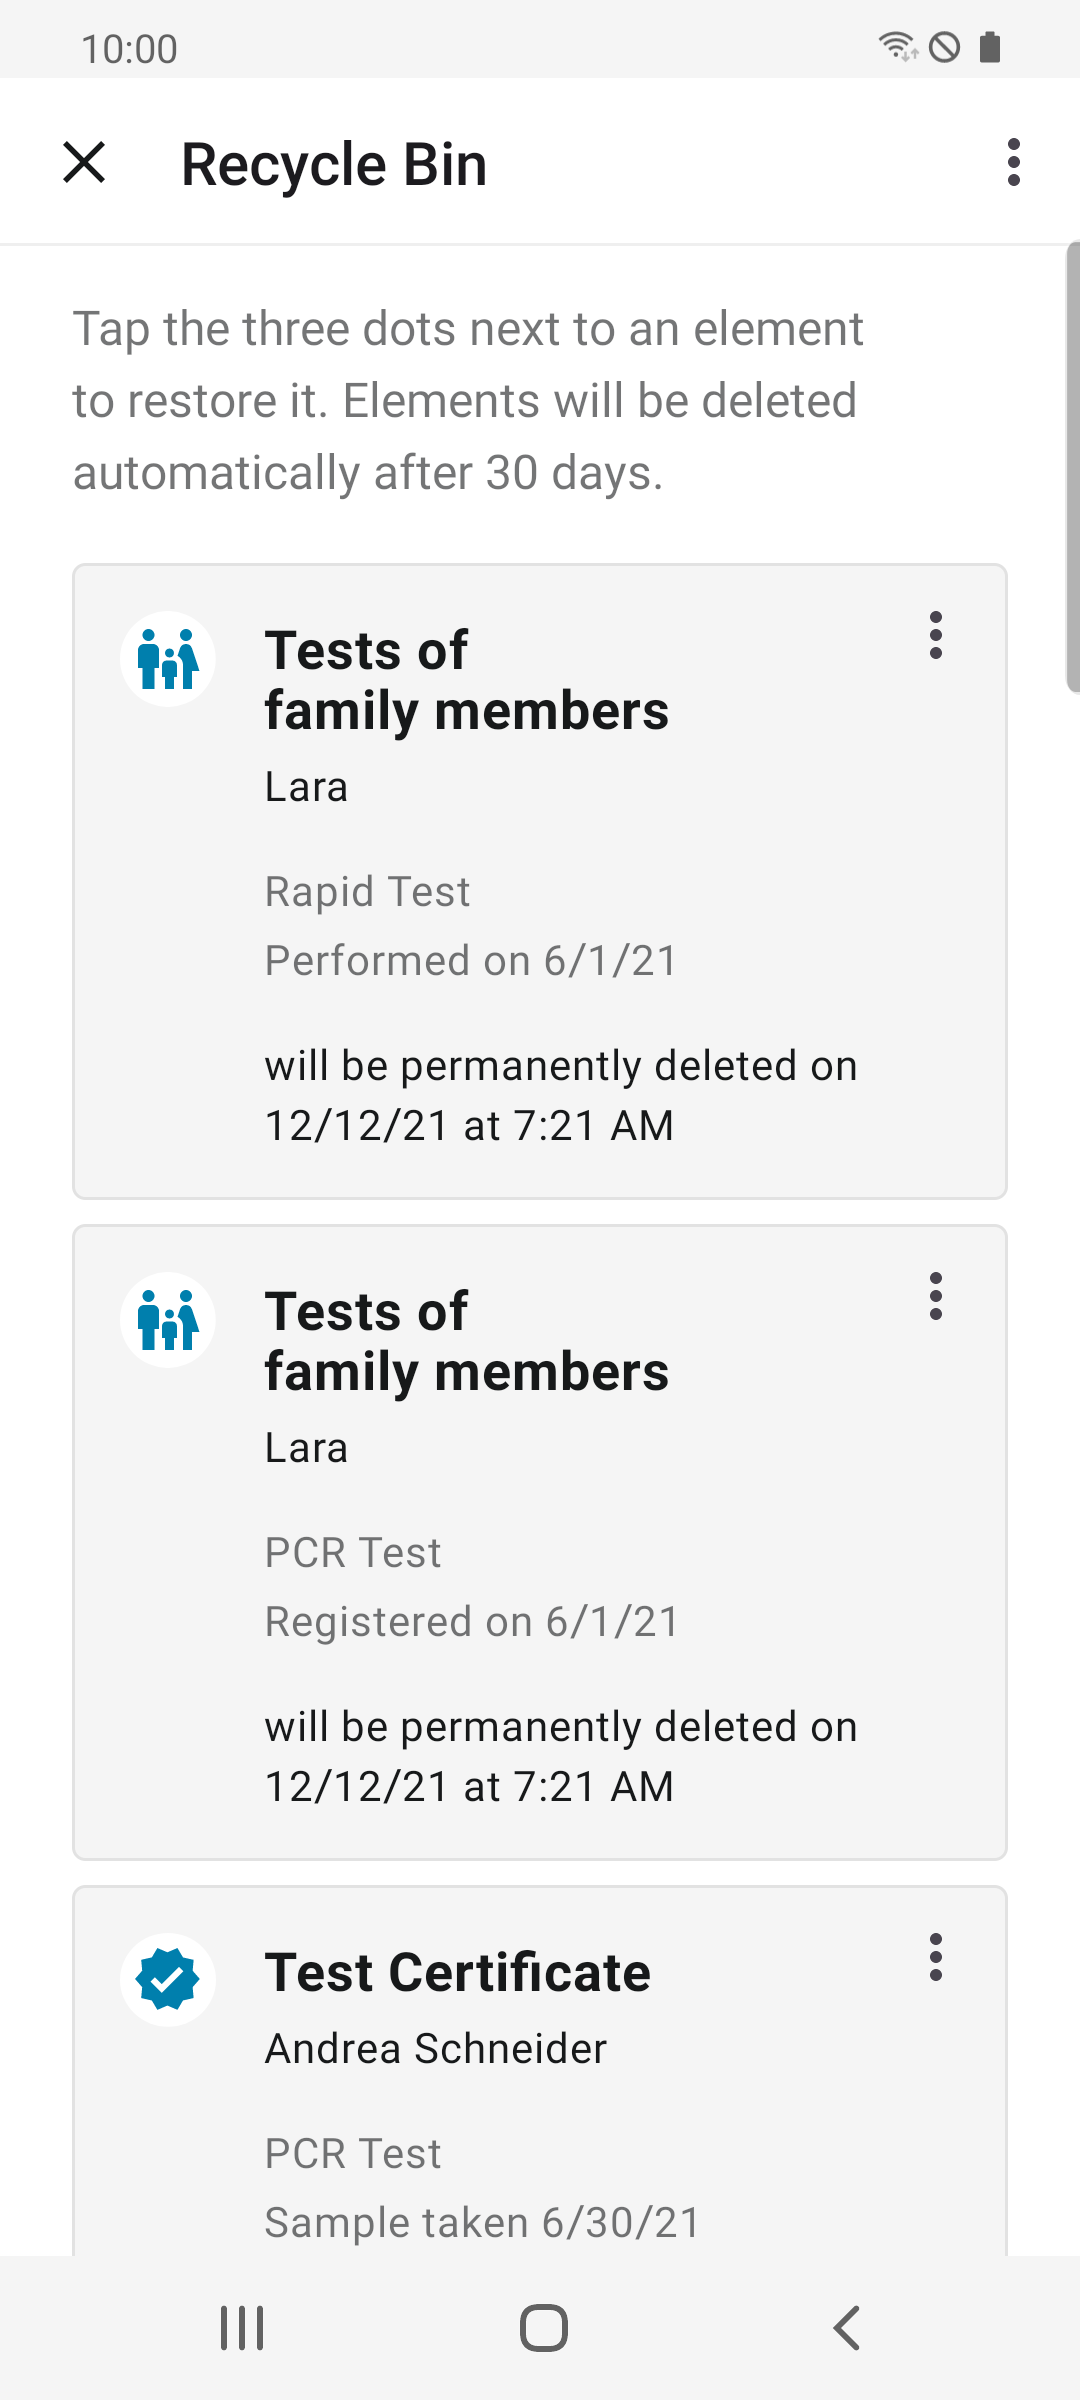 10:00
Recycle Bin
Tap the three dots next to an element
to restore it. Elements will be deleted
automatically after 30 days.
Tests of
family members
Lara
Rapid Test
Performed on 6/1/21
will be permanently deleted on
12/12/21 at 7:21 AM
Tests of
family members
Lara
PCR Test
Registered on 6/1/21
will be permanently deleted on
12/12/21 at 7:21 AM
Test Certificate
Andrea Schneider
PCR Test
Sample taken 6/30/21